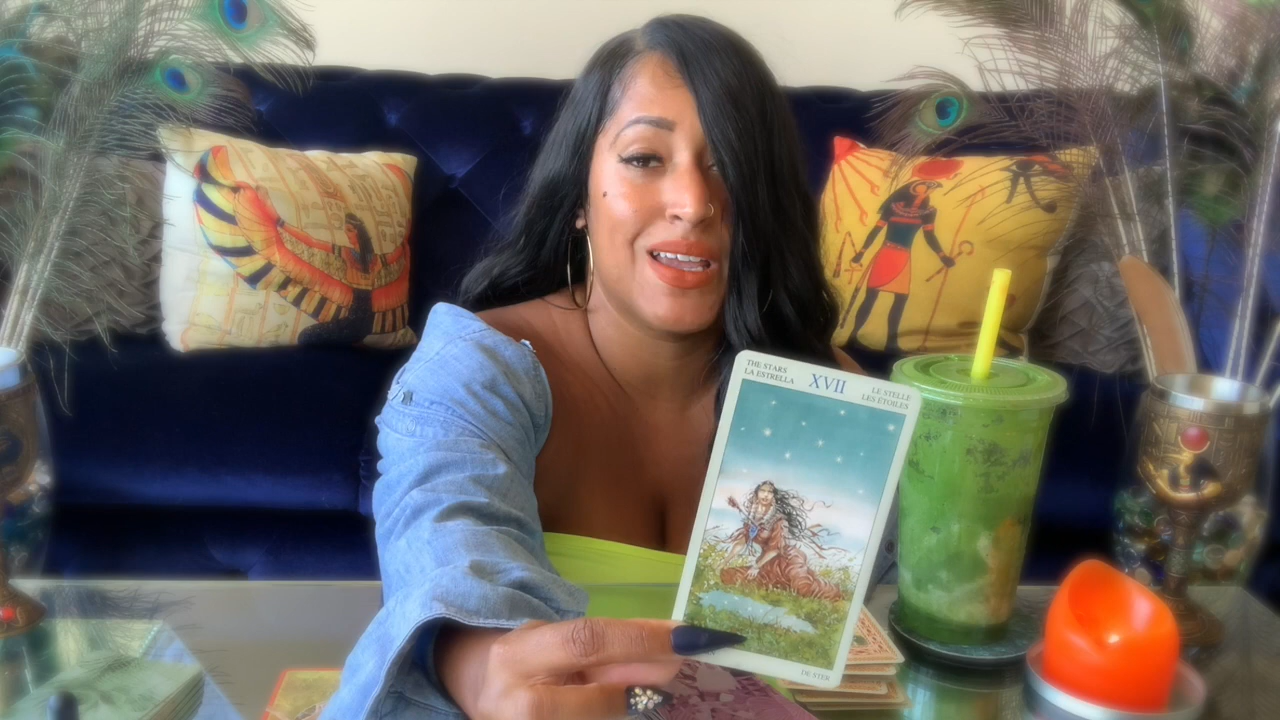 THE STARS
LA ESTRELLA
XVII
LE STELLE
LES ÉTOILES
DE STER